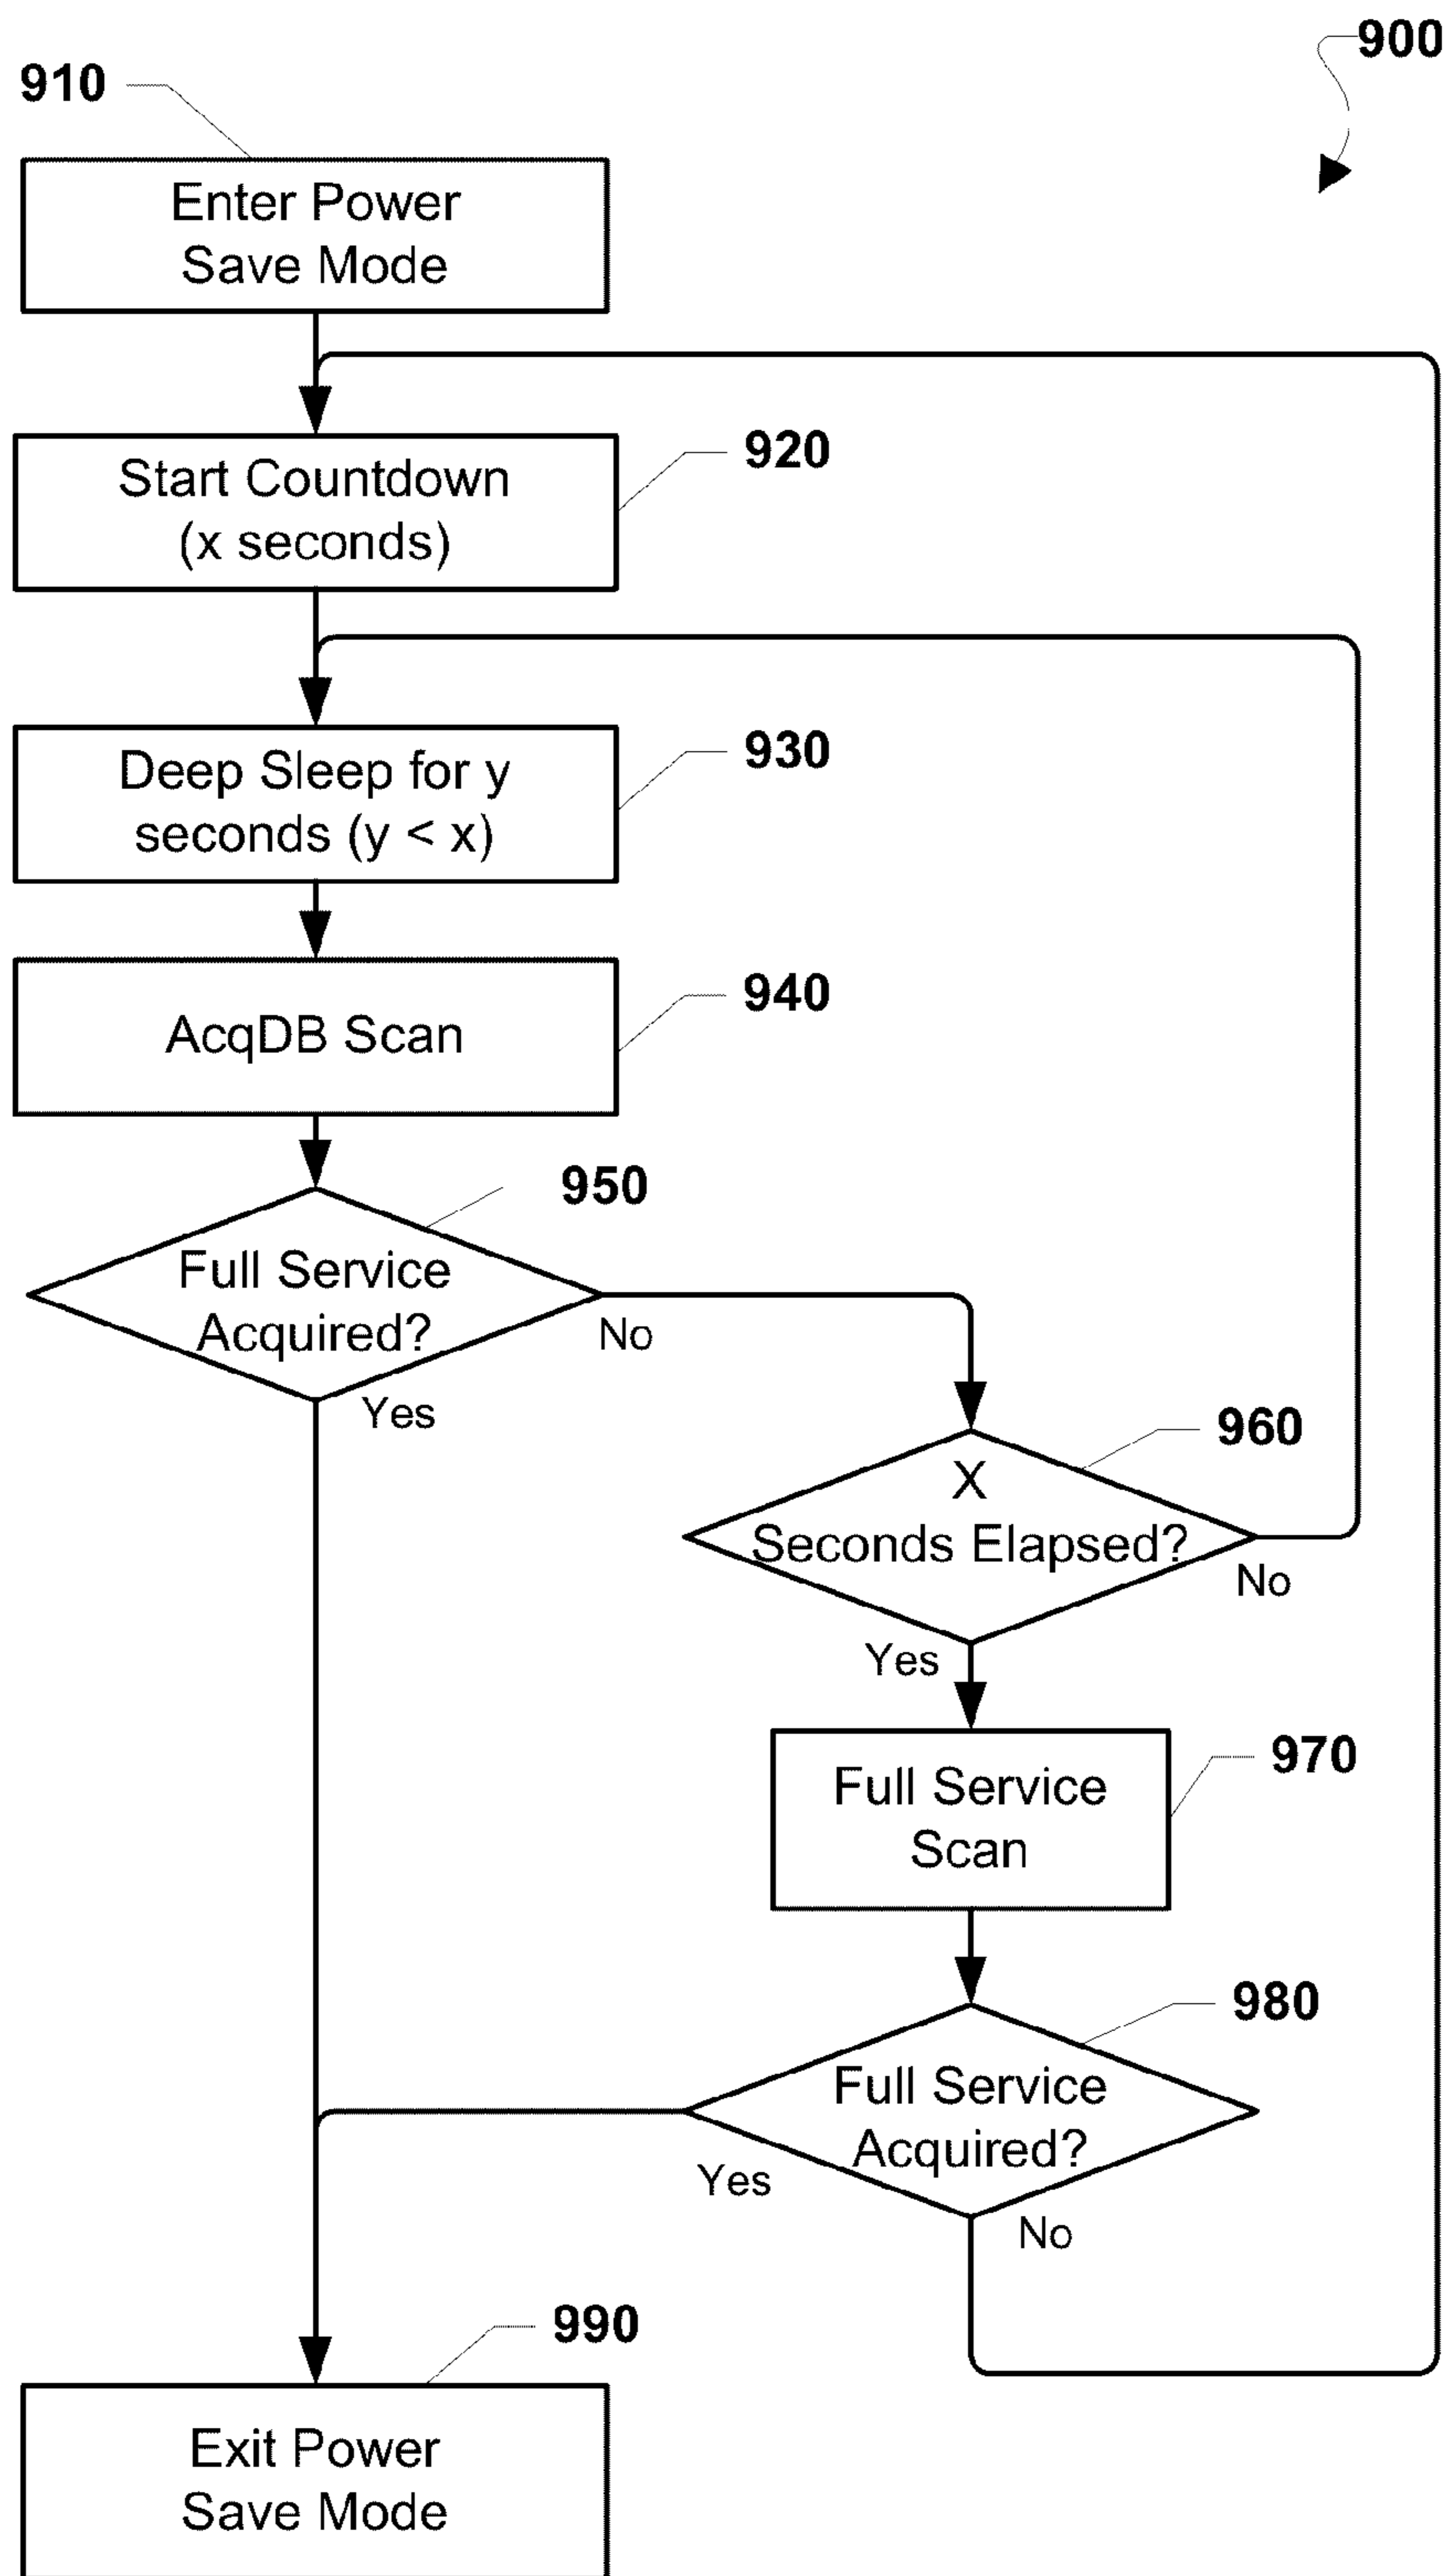 900
910
Enter Power
Save Mode
Start Countdown
(x seconds)
920
Deep Sleep for y
seconds (y < x)
930
AcqDB Scan
940
950
Full Service
Acquired?
No
Yes
960
X
Seconds Elapsed?
No
Yes
Full Service
Scan
970
980
Full Service
Acquired?
Yes
No
990
Exit Power
Save Mode